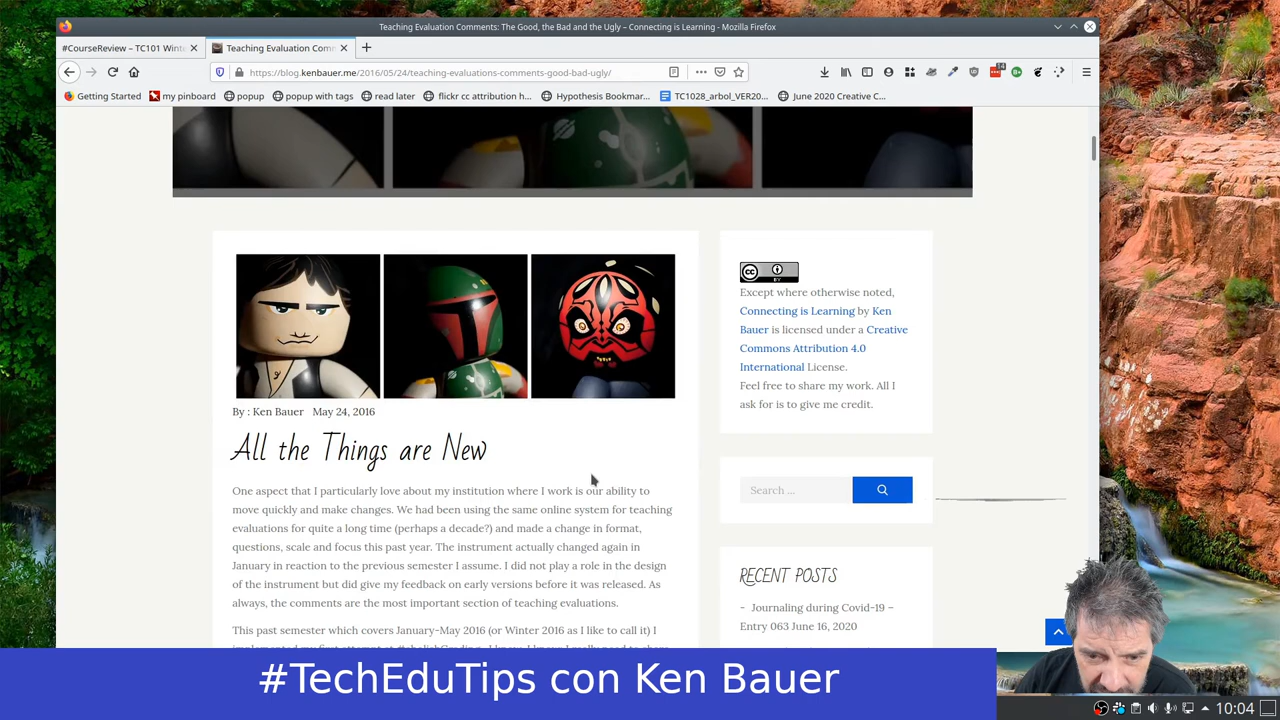 Teaching Evaluation Comments: The Good, the Bad and the Ugly – Connecting is Learning - Mozilla Firefox
#CourseReview – TC101 Wint
Teaching Evaluation Com
https://blog.kenbauer.me/2016/05/24/teaching-evaluations-comments-good-bad-ugly/
14
Getting Started my pinboard popup popup with tags read later flickr cc attribution h... Hypothesis Bookmar... TC1028_arbol_VER20... June 2020 Creative C...
By : Ken Bauer May 24, 2016
All the Things are New
One aspect that I particularly love about my institution where I work is our ability to
move quickly and make changes. We had been using the same online system for teaching
evaluations for quite a long time (perhaps a decade?) and made a change in format,
questions, scale and focus this past year. The instrument actually changed again in
January in reaction to the previous semester I assume. I did not play a role in the design
of the instrument but did give my feedback on early versions before it was released. As
always, the comments are the most important section of teaching evaluations.
This past semester which covers January-May 2016 (or Winter 2016 as I like to call it) I
cc BY
Except where otherwise noted,
Connecting is Learning by Ken
Bauer is licensed under a Creative
Commons Attribution 4.0
International License.
Feel free to share my work. All I
ask for is to give me credit.
Search ...
RECENT POSTS
- Journaling during Covid-19 –
Entry 063 June 16, 2020
#TechEduTips con Ken Bauer
10:04